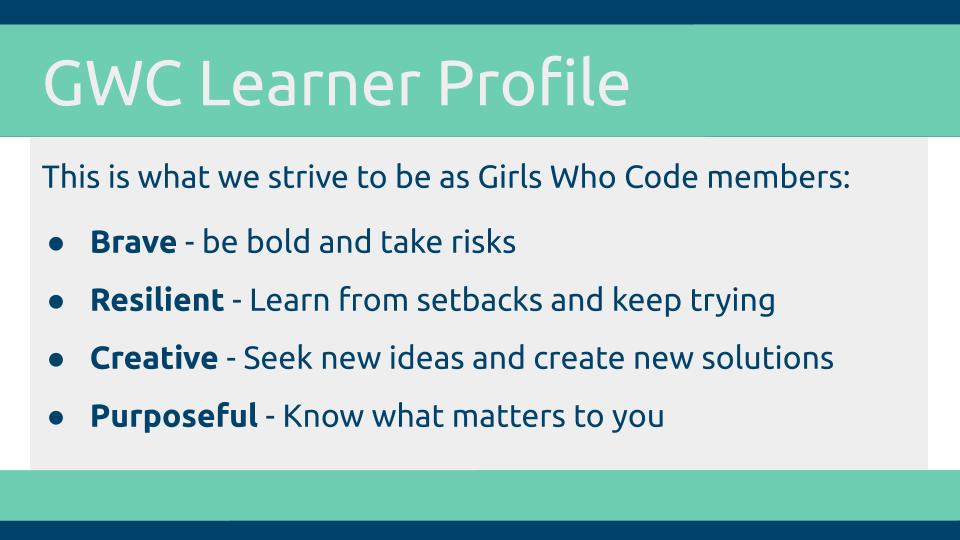 GWC Learner Profile
This is what we strive to be as Girls Who Code members:
● Brave - be bold and take risks
● Resilient - Learn from setbacks and keep trying
● Creative - Seek new ideas and create new solutions
● Purposeful - Know what matters to you